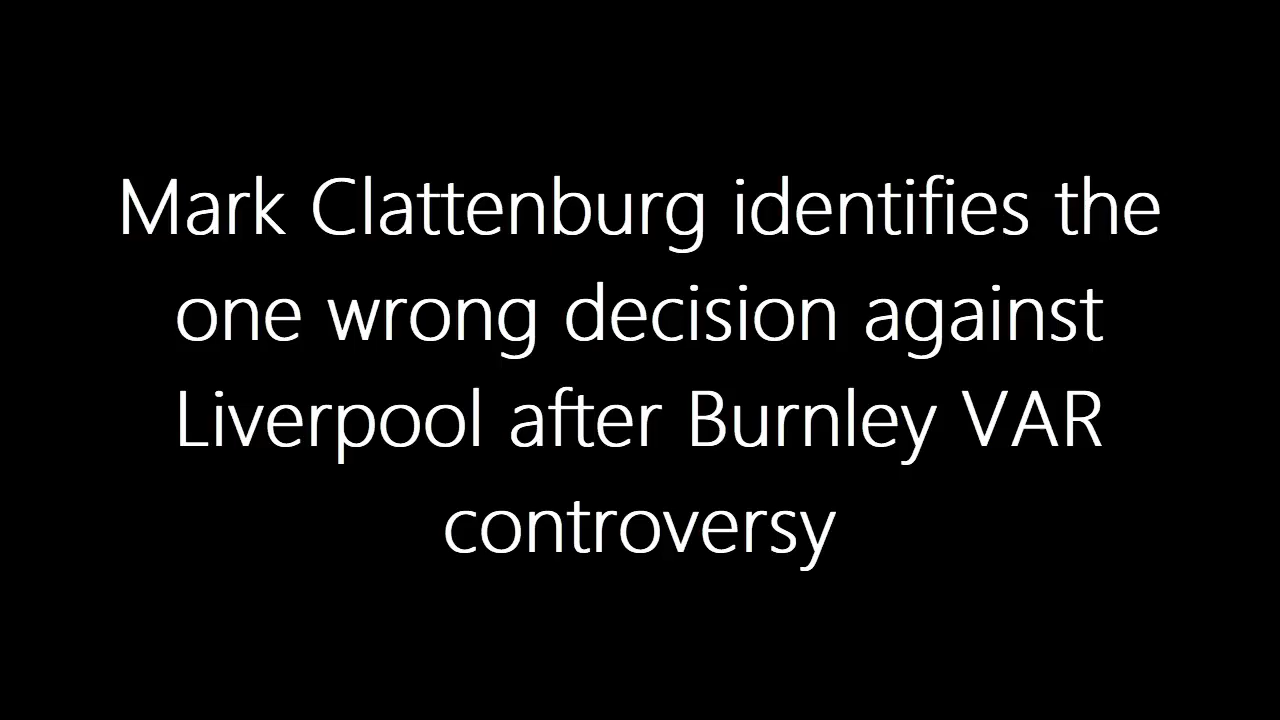 Mark Clattenburg identifies the
one wrong decision against
Liverpool after Burnley VAR
controversy